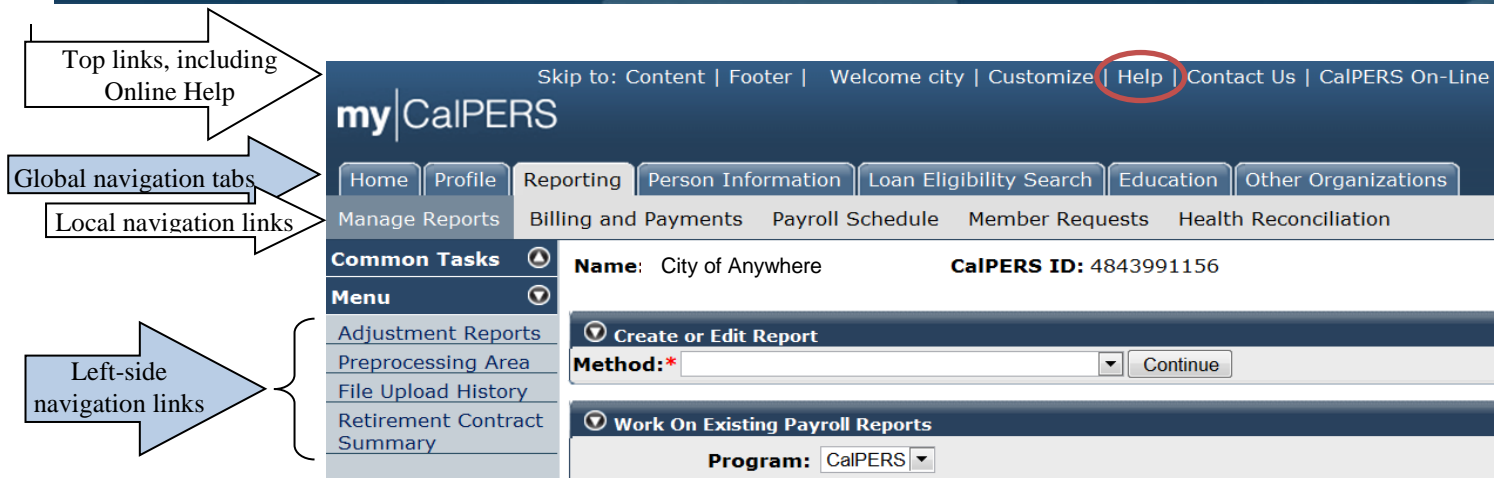 Top links, including
Online Help
Skip to: Content | Footer | Welcome city | Customize | Help | Contact Us | CalPERS On-Line
my|CalPERS
Global navigation tabs
Home Profile Reporting Person Information Loan Eligibility Search Education Other Organizations
Local navigation links
Manage Reports Billing and Payments Payroll Schedule Member Requests Health Reconciliation
Common Tasks
Name: City of Anywhere CalPERS ID: 4843991156
Menu
Left-side
navigation links
Adjustment Reports
Preprocessing Area
File Upload History
Retirement Contract
Summary
Create or Edit Report
Method:* Continue
Work On Existing Payroll Reports
Program: CalPERS